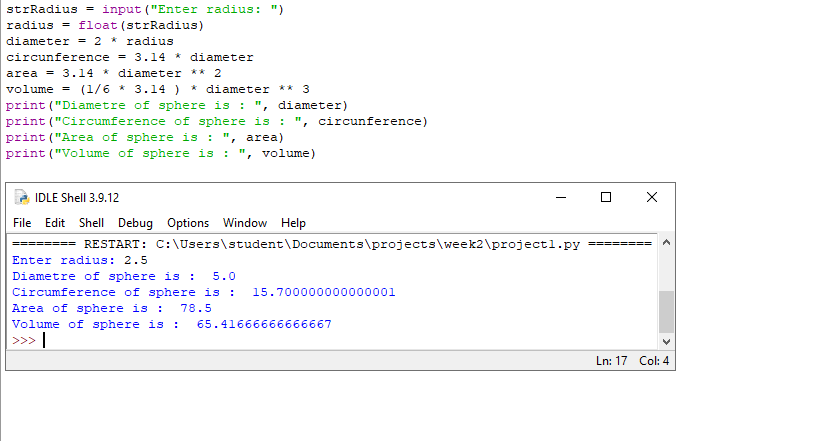 strRadius = input("Enter radius: ")
radius = float(strRadius)
diameter = 2 * radius
circunference = 3.14 * diameter
area = 3.14 * diameter ** 2
volume = (1/6 * 3.14 ) * diameter ** 3
print("Diametre of sphere is : ", diameter)
print("Circumference of sphere is : ", circunference)
print("Area of sphere is : ", area)
print("Volume of sphere is : ", volume)
IDLE Shell 3.9.12
File Edit Shell Debug Options Window Help
======== RESTART: C:\Users\student\Documents\projects\week2\project1.py ========
Enter radius: 2.5
Diametre of sphere is :  5.0
Circumference of sphere is :  15.700000000000001
Area of sphere is :  78.5
Volume of sphere is :  65.41666666666667
>>>
Ln: 17 Col: 4